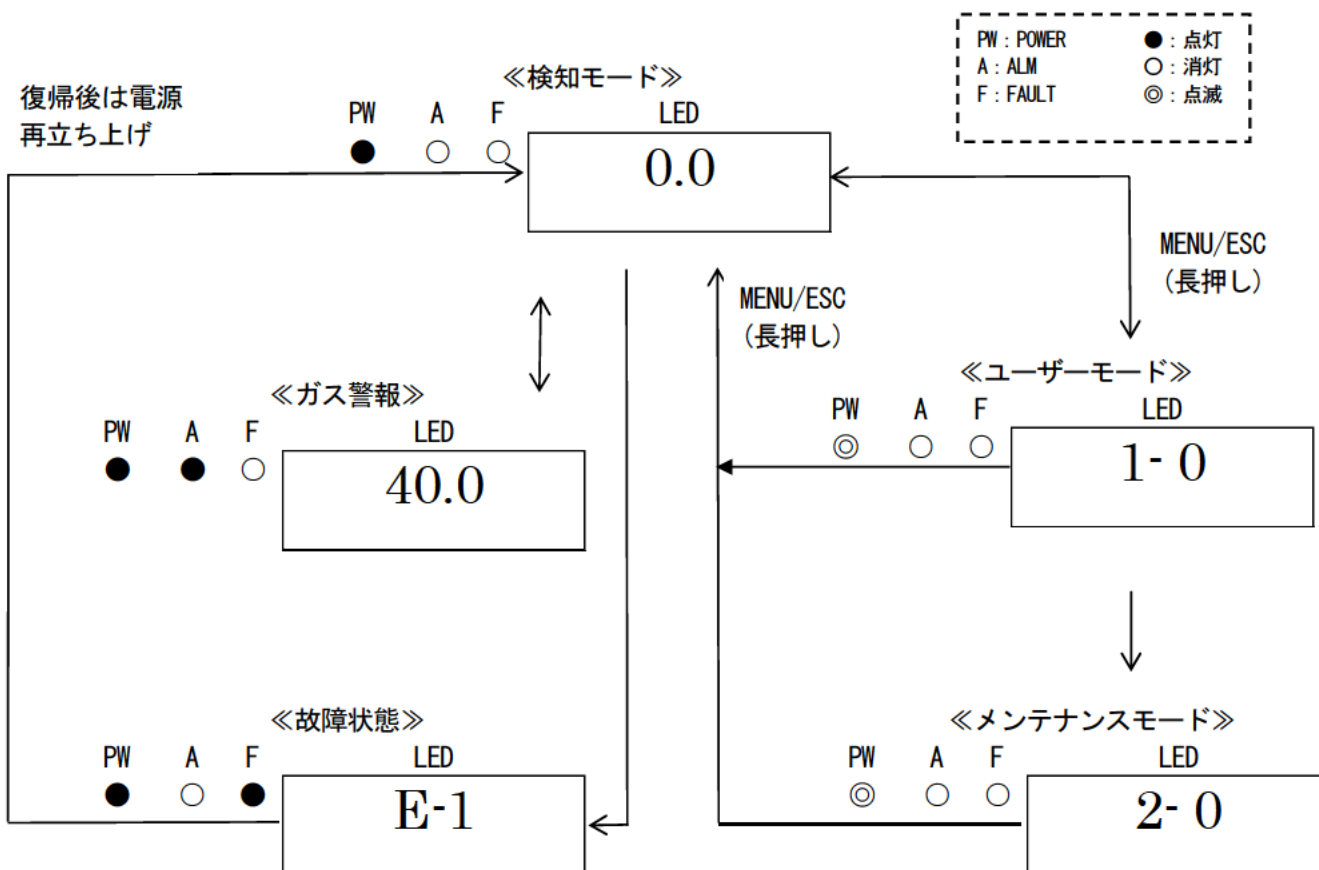 PW：POWER ●：点灯
A：ALM ○：消灯
F：FAULT ◎：点滅
≪検知モード≫
復帰後は電源
再立ち上げ
PW A F LED
● ○ ○
0.0
MENU/ESC
(長押し)
MENU/ESC
(長押し)
≪ガス警報≫
PW A F LED
● ● ○
40.0
≪ユーザーモード≫
PW A F LED
◎ ○ ○
1- 0
≪故障状態≫
PW A F LED
● ○ ●
E-1
≪メンテナンスモード≫
PW A F LED
◎ ○ ○
2- 0